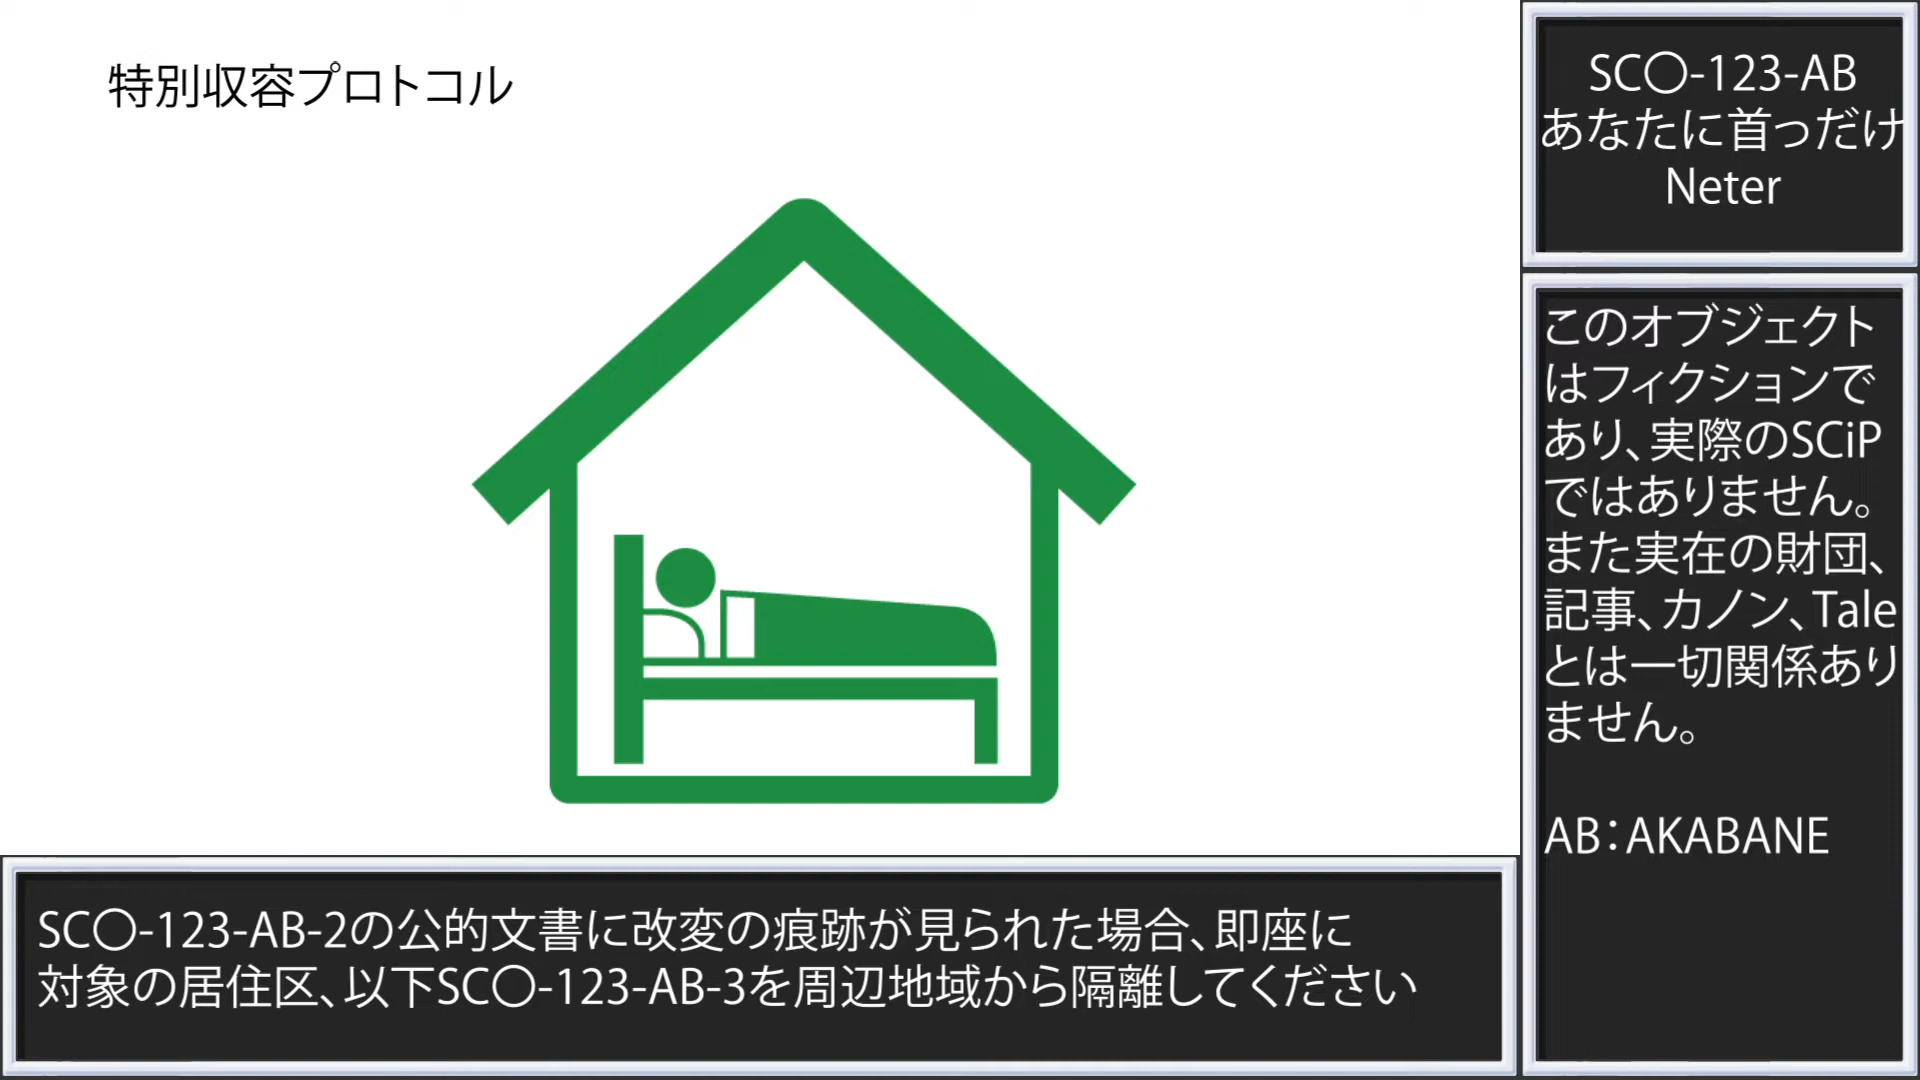 特別収容プロトコル
SC〇-123-AB
あなたに首っだけ
Neter
このオブジェクト
はフィクションで
あり、実際のSCiP
ではありません。
また実在の財団、
記事、カノン、Tale
とは一切関係あり
ません。
AB：AKABANE
SC〇-123-AB-2の公的文書に改変の痕跡が見られた場合、即座に
対象の居住区、以下SC〇-123-AB-3を周辺地域から隔離してください